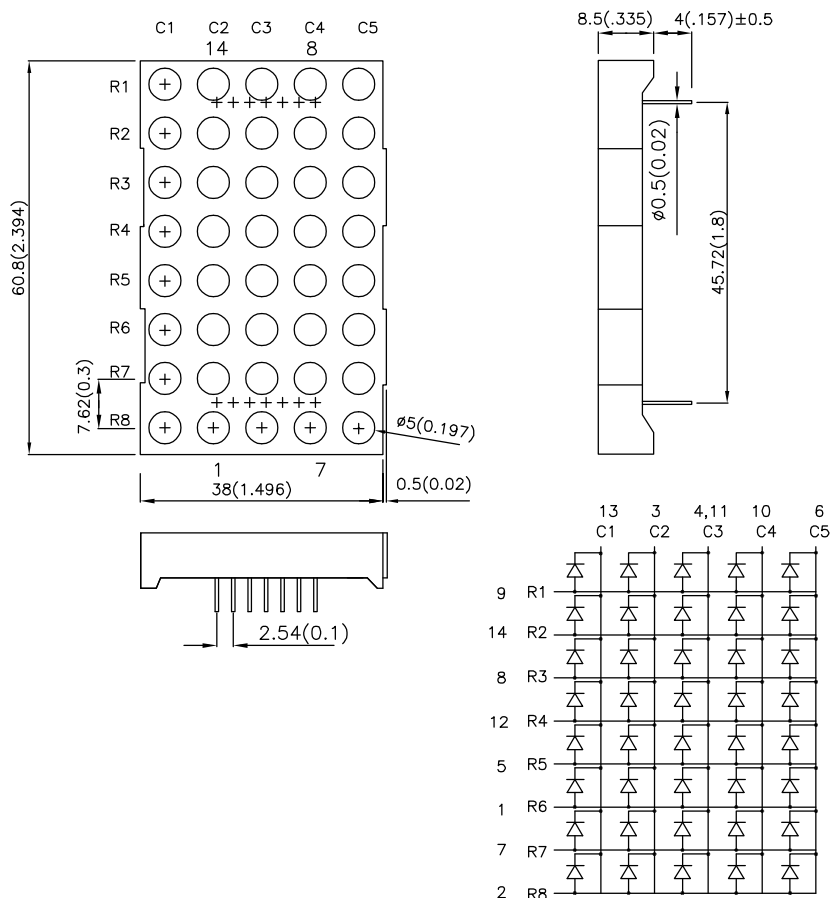 C1 C2 C3 C4 C5
14 8
R1
R2
R3
R4
R5
R6
R7
R8
60.8(2.394)
7.62(0.3)
ø5(0.197)
1 7
38(1.496)
0.5(0.02)
8.5(.335) 4(.157)±0.5
ø0.5(0.02)
45.72(1.8)
2.54(0.1)
13 3 4,11 10 6
C1 C2 C3 C4 C5
9 R1
14 R2
8 R3
12 R4
5 R5
1 R6
7 R7
2 R8